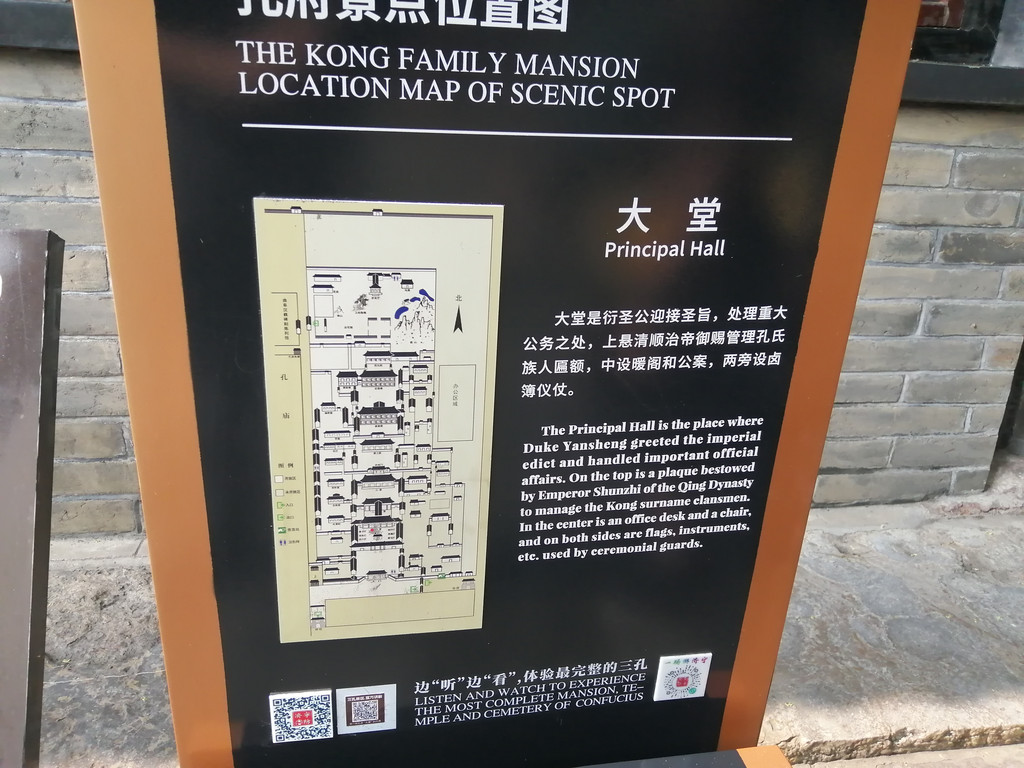 孔府景点位置图
THE KONG FAMILY MANSION
LOCATION MAP OF SCENIC SPOT
北
孔
庙
办公区域
图例
大堂
Principal Hall
大堂是衍圣公迎接圣旨，处理重大
公务之处，上悬清顺治帝御赐管理孔氏
族人匾额，中设暖阁和公案，两旁设卤
簿仪仗。
The Principal Hall is the place where
Duke Yansheng greeted the imperial
edict and handled important official
affairs. On the top is a plaque bestowed
by Emperor Shunzhi of the Qing Dynasty
to manage the Kong surname clansmen.
In the center is an office desk and a chair,
and on both sides are flags, instruments,
etc. used by ceremonial guards.
边“听”边“看”，体验最完整的三孔
LISTEN AND WATCH TO EXPERIENCE
THE MOST COMPLETE MANSION, TE-
MPLE AND CEMETERY OF CONFUCIUS